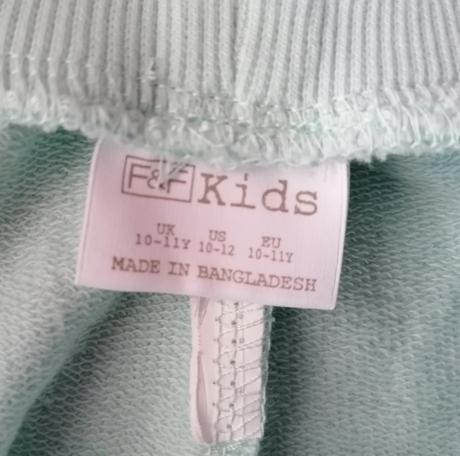 F&F Kids
UK US EU
10-11Y 10-12 10-11Y
MADE IN BANGLADESH